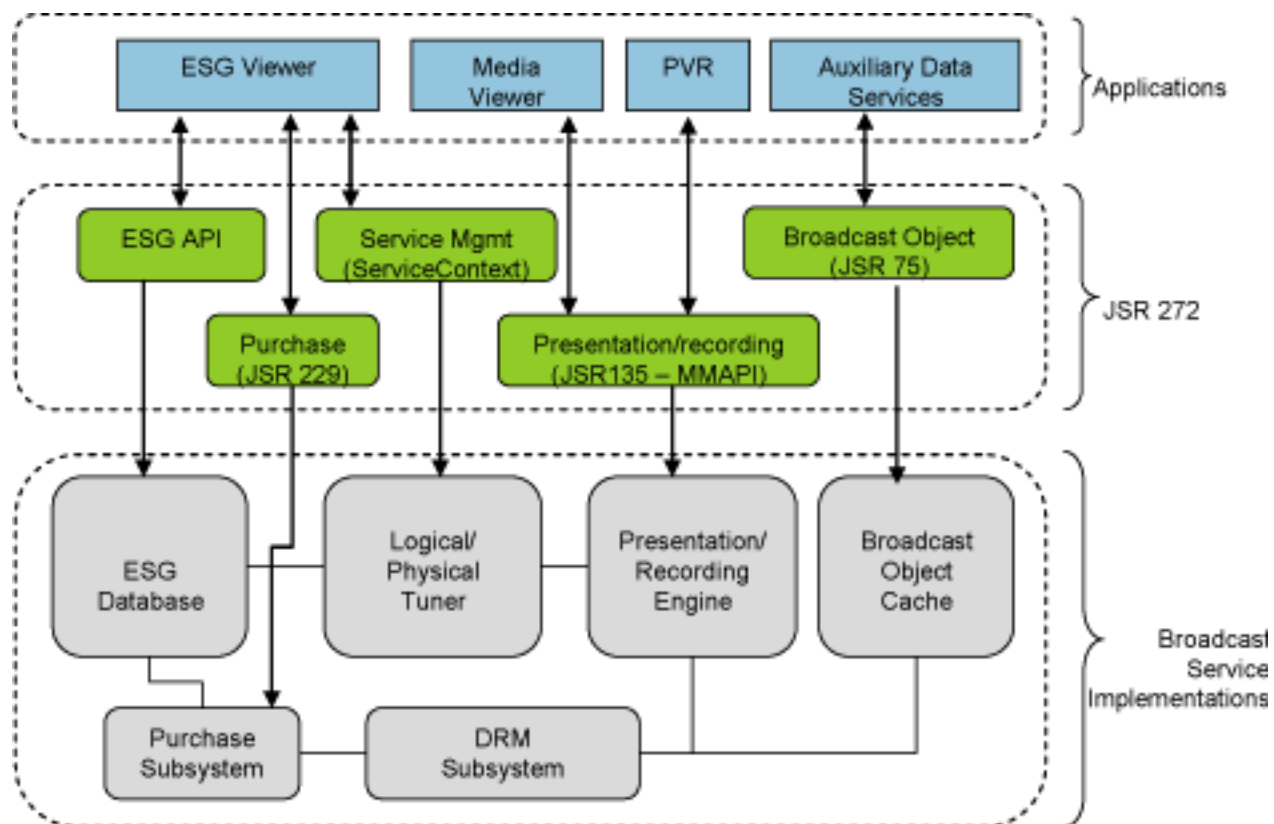 ESG Viewer
Media
Viewer
PVR
Auxiliary Data
Services
Applications
ESG API
Service Mgmt
(ServiceContext)
Broadcast Object
(JSR 75)
Purchase
(JSR 229)
Presentation/recording
(JSR135 – MMAPI)
JSR 272
ESG
Database
Logical/
Physical
Tuner
Presentation/
Recording
Engine
Broadcast
Object
Cache
Broadcast
Service
Implementations
Purchase
Subsystem
DRM
Subsystem